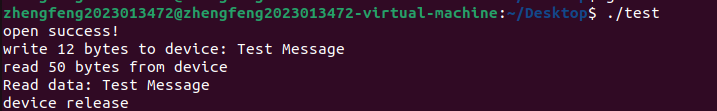 zhengfeng2023013472@zhengfeng2023013472-virtual-machine:~/Desktop$ ./test
open success!
write 12 bytes to device: Test Message
read 50 bytes from device
Read data: Test Message
device release